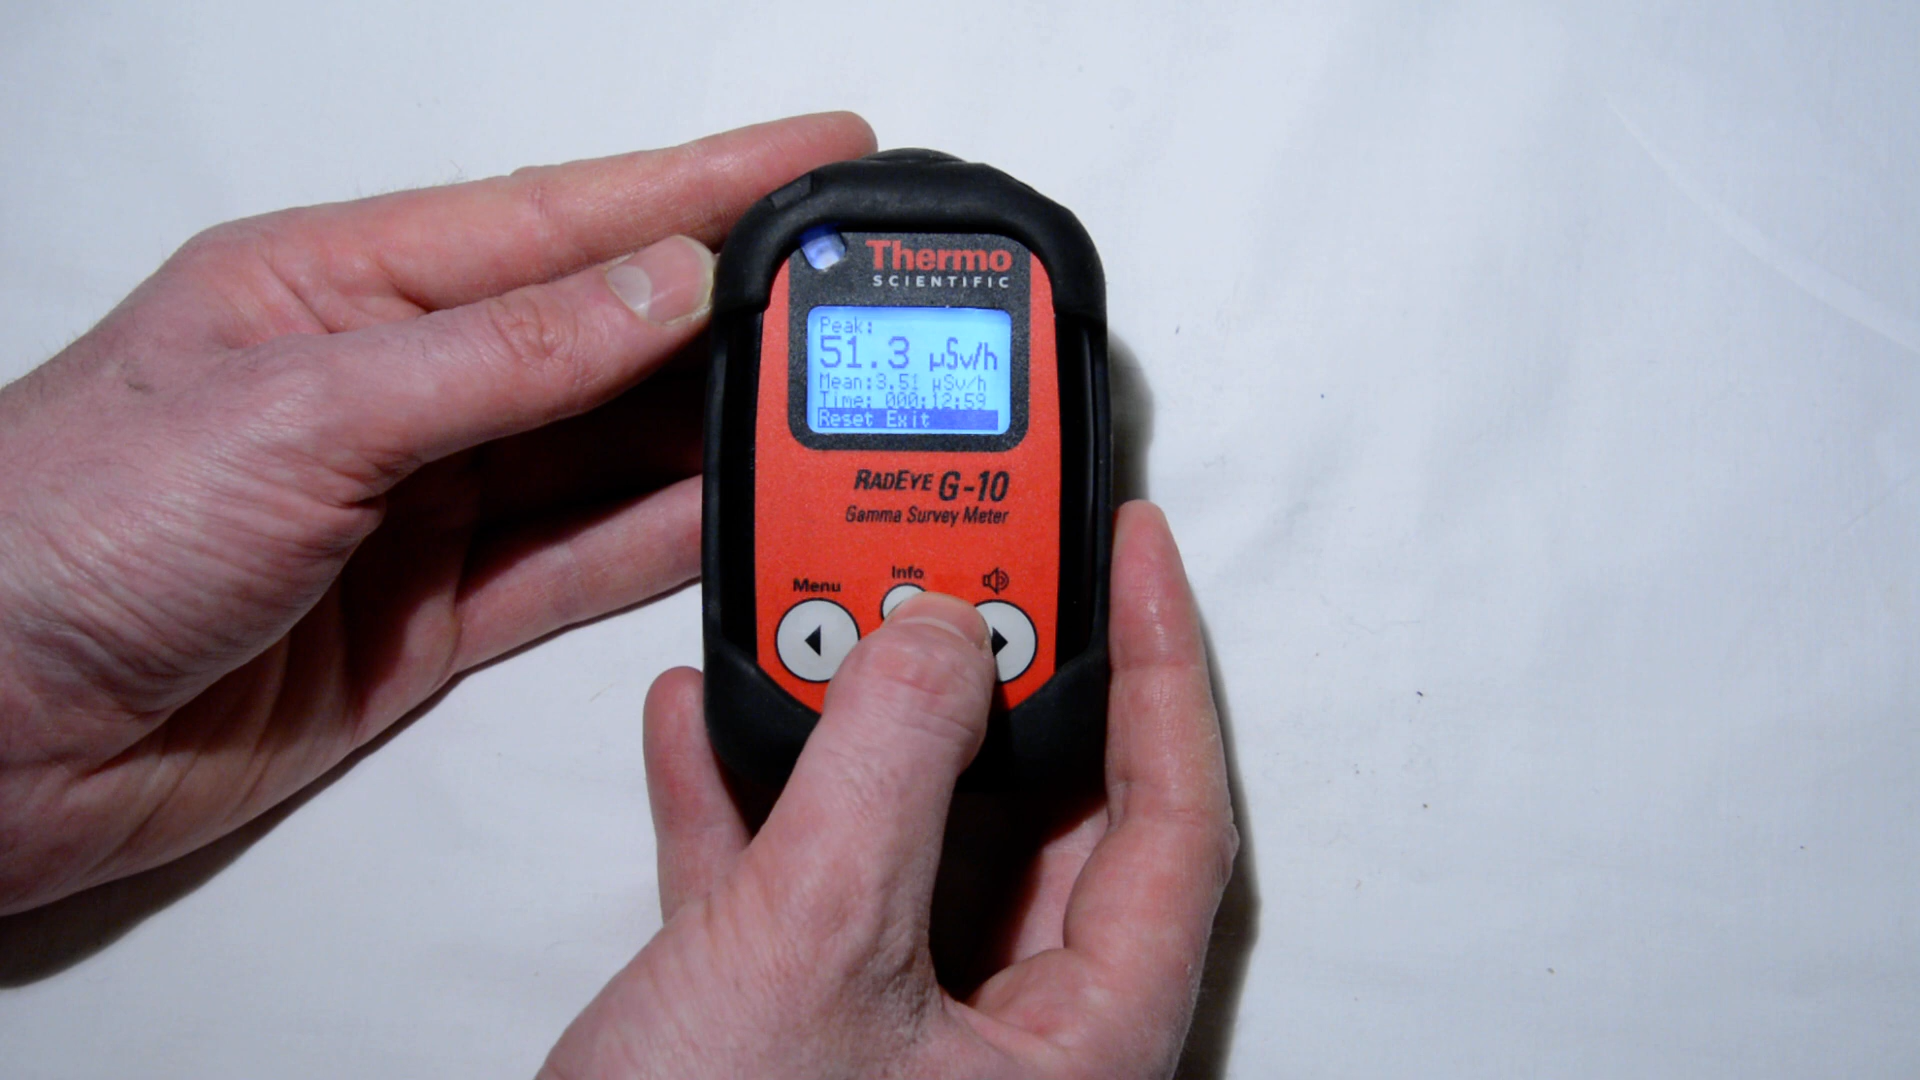 Thermo
SCIENTIFIC
Peak:
51.3 µSv/h
Mean:3.51 µSv/h
Time: 000:12:59
Reset Exit
RADEYE G-10
Gamma Survey Meter
Menu
Info